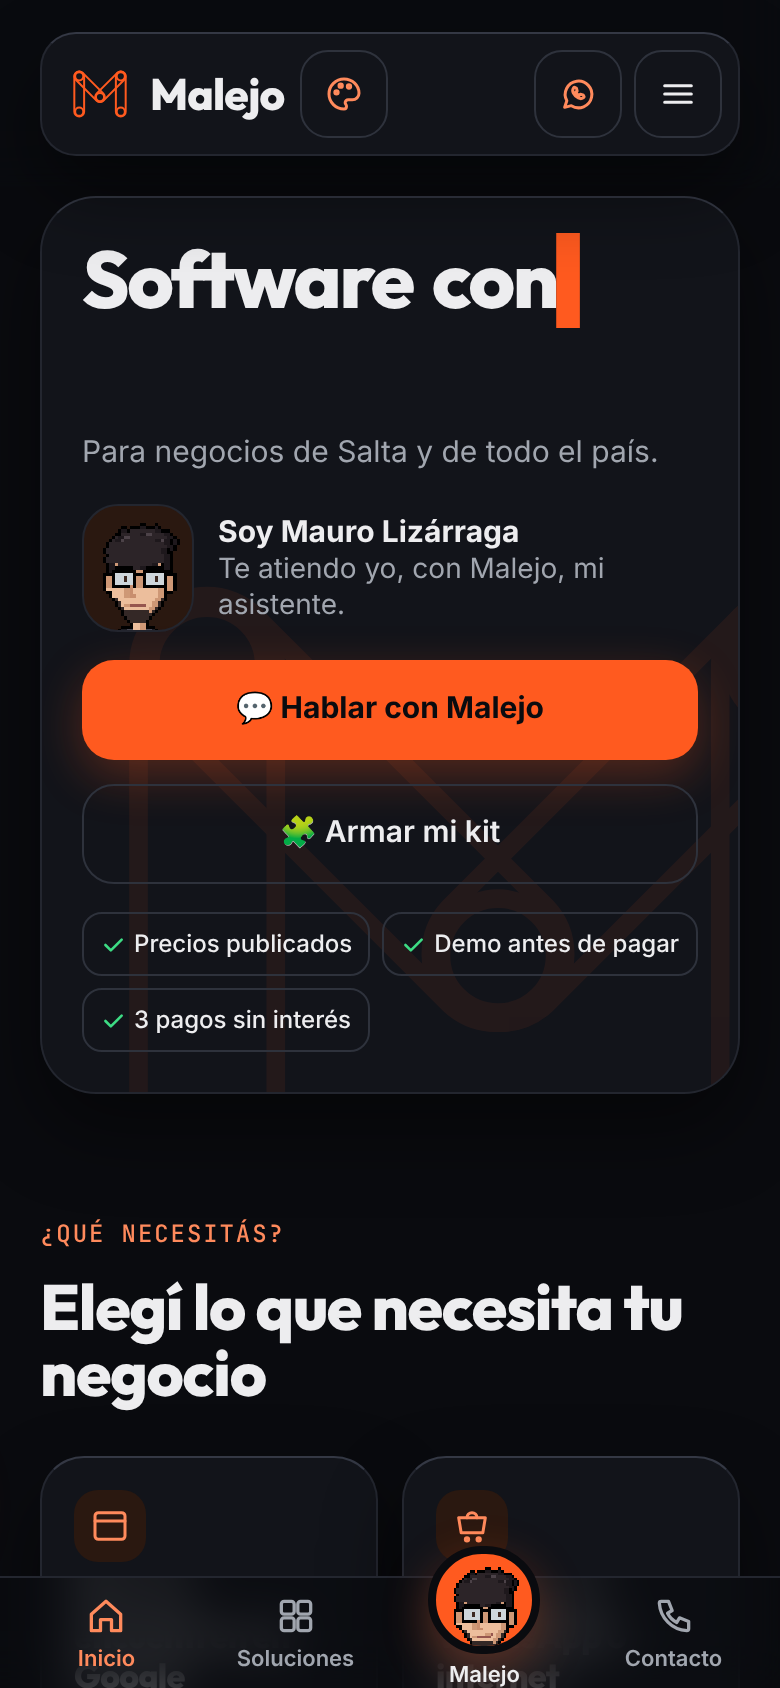 Malejo
Software con
Para negocios de Salta y de todo el país.
Soy Mauro Lizárraga
Te atiendo yo, con Malejo, mi
asistente.
💬 Hablar con Malejo
🧩 Armar mi kit
Precios publicados
Demo antes de pagar
3 pagos sin interés
¿QUÉ NECESITÁS?
Elegí lo que necesita tu
negocio
Google
internet
Inicio
Soluciones
Malejo
Contacto